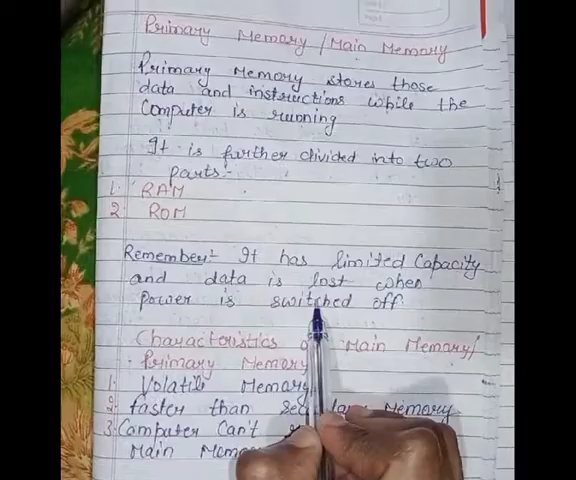 Primary Memory / Main Memory
Primary Memory stores those
data and instructions while the
Computer is running
It is further divided into two
parts:-
1. RAM
2. ROM
Remember:- It has limited Capacity
and data is lost when
power is switched off
Characteristics Main Memory/
Primary Memory
1. Volatile Memory
2. faster than Memory
3. Computer Can't
Main